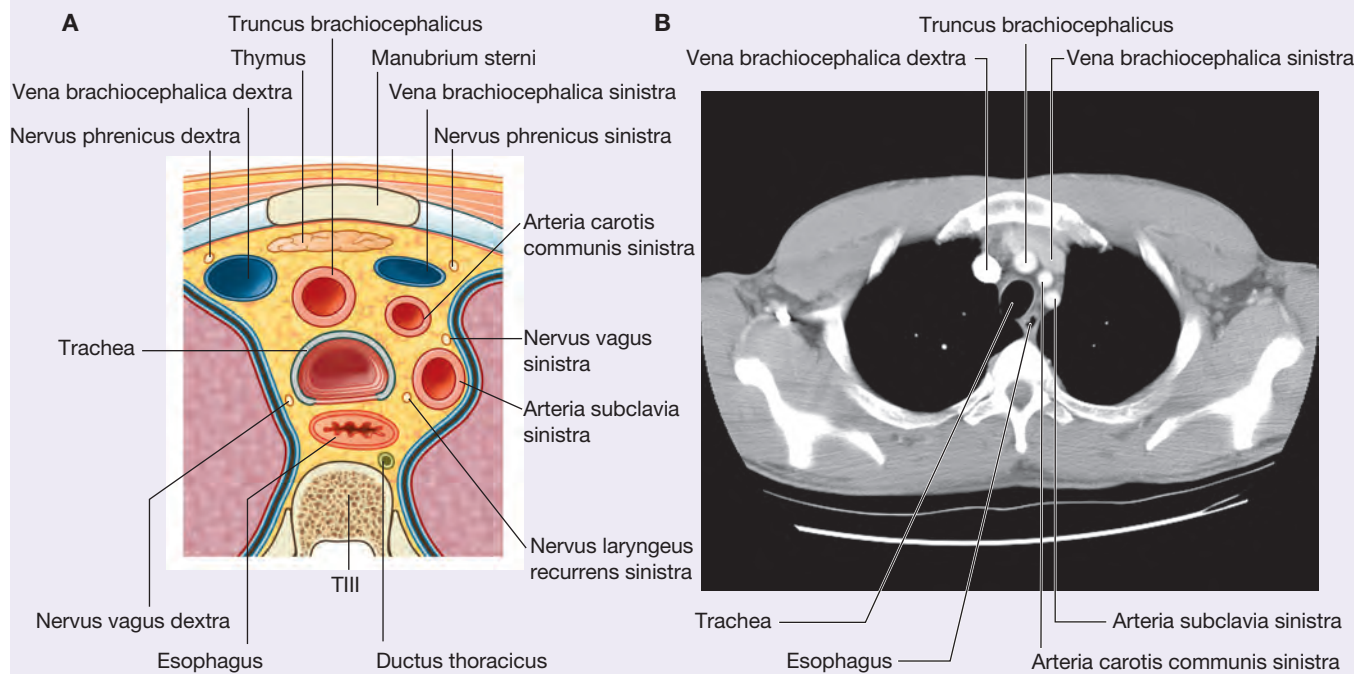 A
Truncus brachiocephalicus
Thymus
Manubrium sterni
Vena brachiocephalica dextra
Vena brachiocephalica sinistra
Nervus phrenicus dextra
Nervus phrenicus sinistra
Arteria carotis
communis sinistra
Trachea
Nervus vagus
sinistra
Arteria subclavia
sinistra
Nervus laryngeus
recurrens sinistra
TIII
Nervus vagus dextra
Esophagus
Ductus thoracicus
B
Truncus brachiocephalicus
Vena brachiocephalica dextra
Vena brachiocephalica sinistra
Trachea
Arteria subclavia sinistra
Esophagus
Arteria carotis communis sinistra